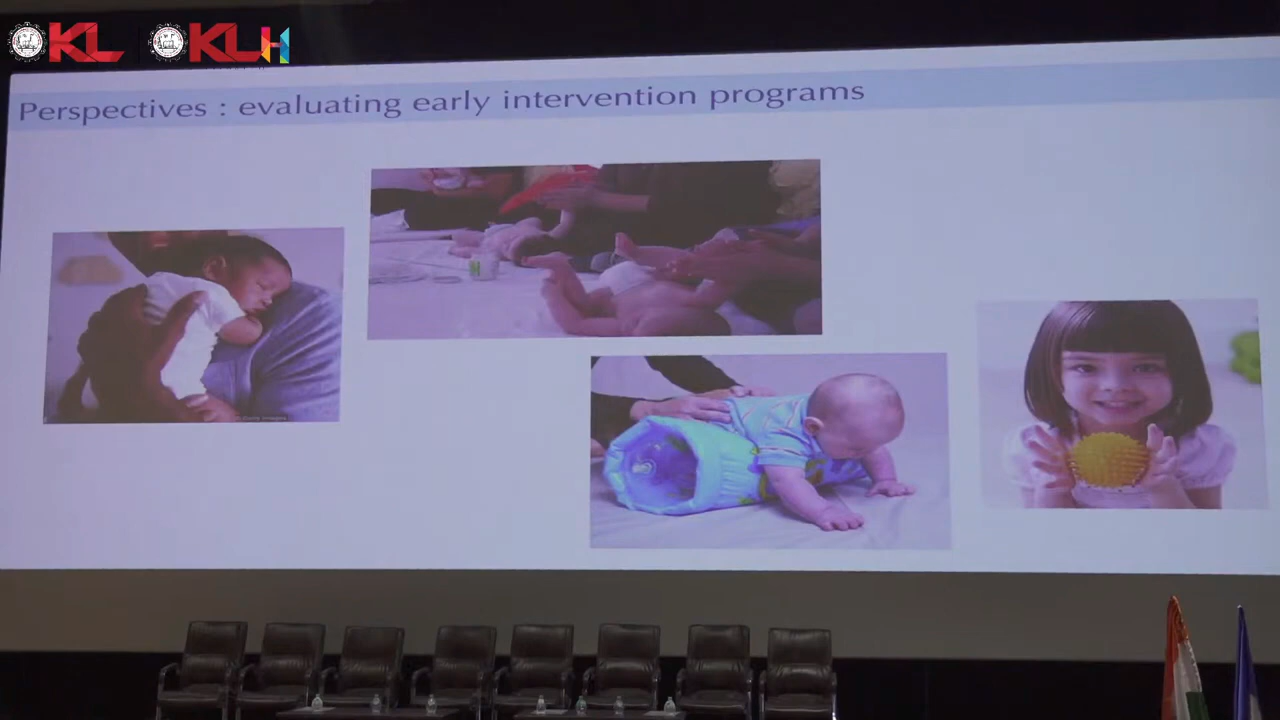 KL KLH
Perspectives : evaluating early intervention programs